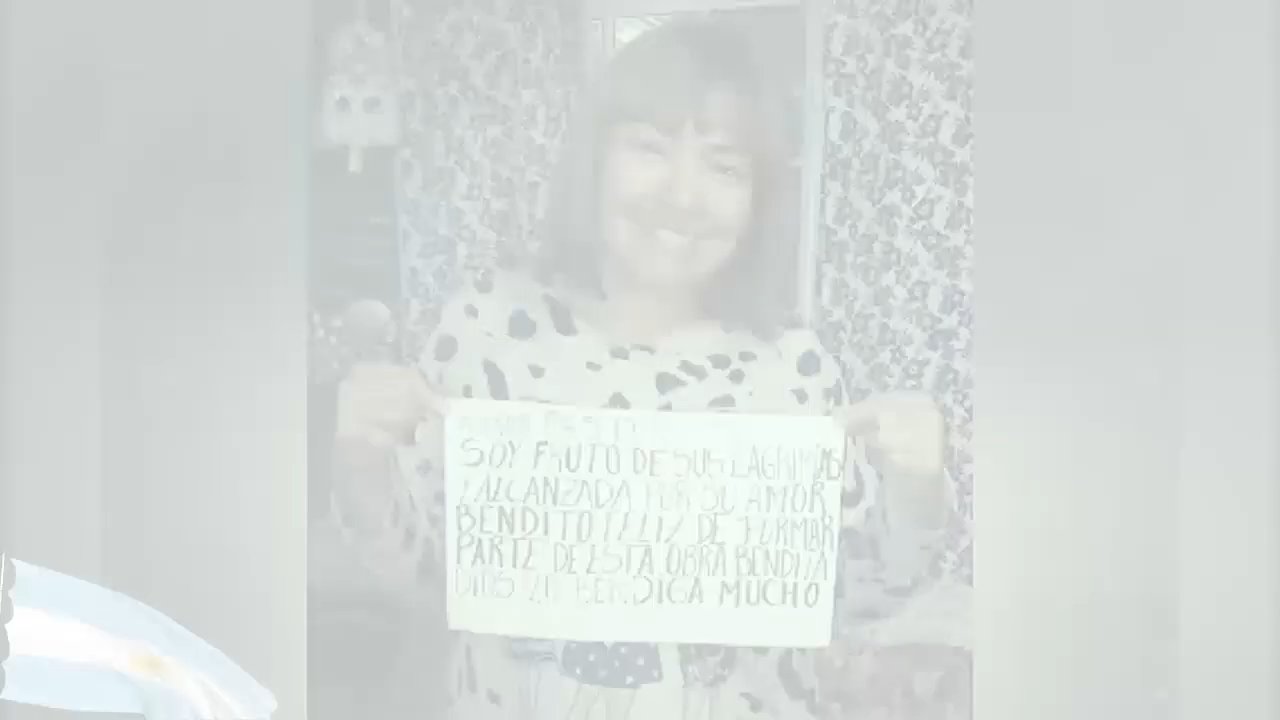 SOY FRUTO DE SUS LAGRIMAS
Y ALCANZADA POR SU AMOR
BENDITO FELIZ DE FORMAR
PARTE DE ESTA OBRA BENDITA
DIOS BENDIGA MUCHO